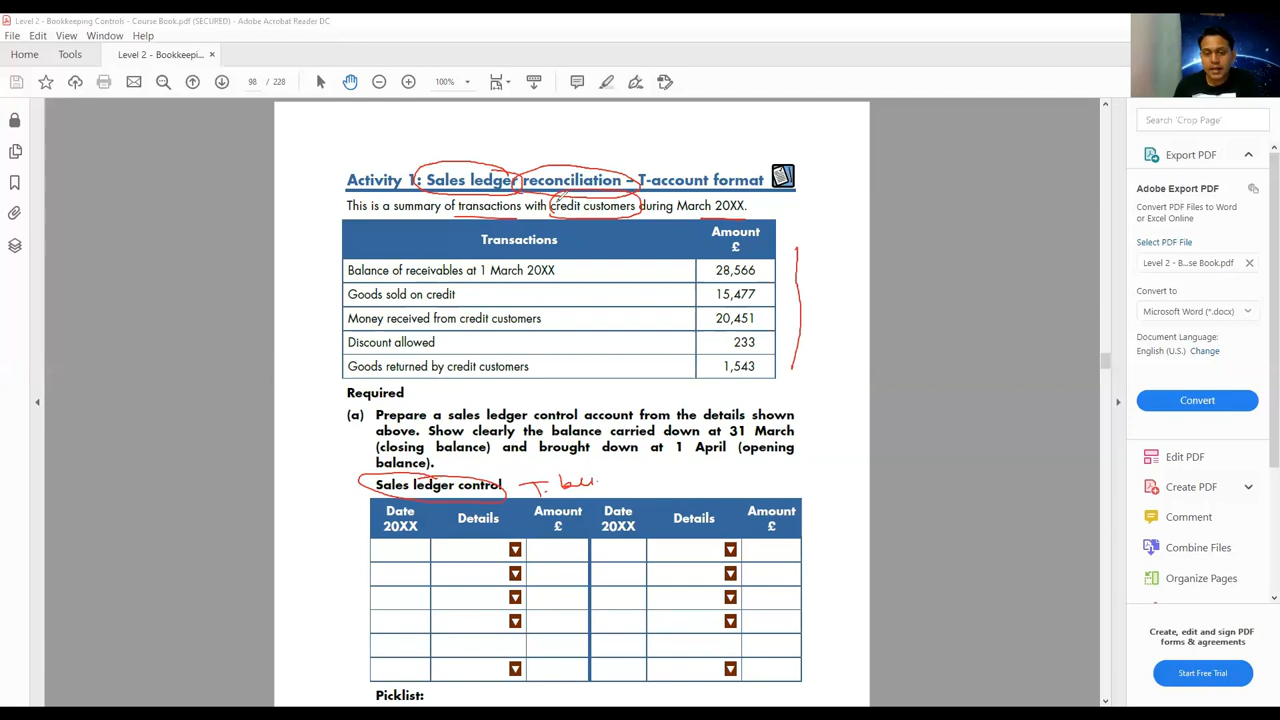 Level 2 - Bookkeeping Controls - Course Book.pdf (SECURED) - Adobe Acrobat Reader DC
File Edit View Window Help
Home Tools Level 2 - Bookkeepi... ×
98 / 228 100%
Search 'Crop Page'
Export PDF
Adobe Export PDF
Convert PDF Files to Word
or Excel Online
Select PDF File
Level 2 - B...se Book.pdf
Convert to
Microsoft Word (*.docx)
Document Language:
English (U.S.) Change
Convert
Edit PDF
Create PDF
Comment
Combine Files
Organize Pages
Create, edit and sign PDF
forms & agreements
Start Free Trial
Activity 1: Sales ledger reconciliation – T-account format
This is a summary of transactions with credit customers during March 20XX.
Transactions Amount
£
Balance of receivables at 1 March 20XX 28,566
Goods sold on credit 15,477
Money received from credit customers 20,451
Discount allowed 233
Goods returned by credit customers 1,543
Required
(a) Prepare a sales ledger control account from the details shown
above. Show clearly the balance carried down at 31 March
(closing balance) and brought down at 1 April (opening
balance).
Sales ledger control T.
Date Details Amount Date Details Amount
20XX £ 20XX £
Picklist: